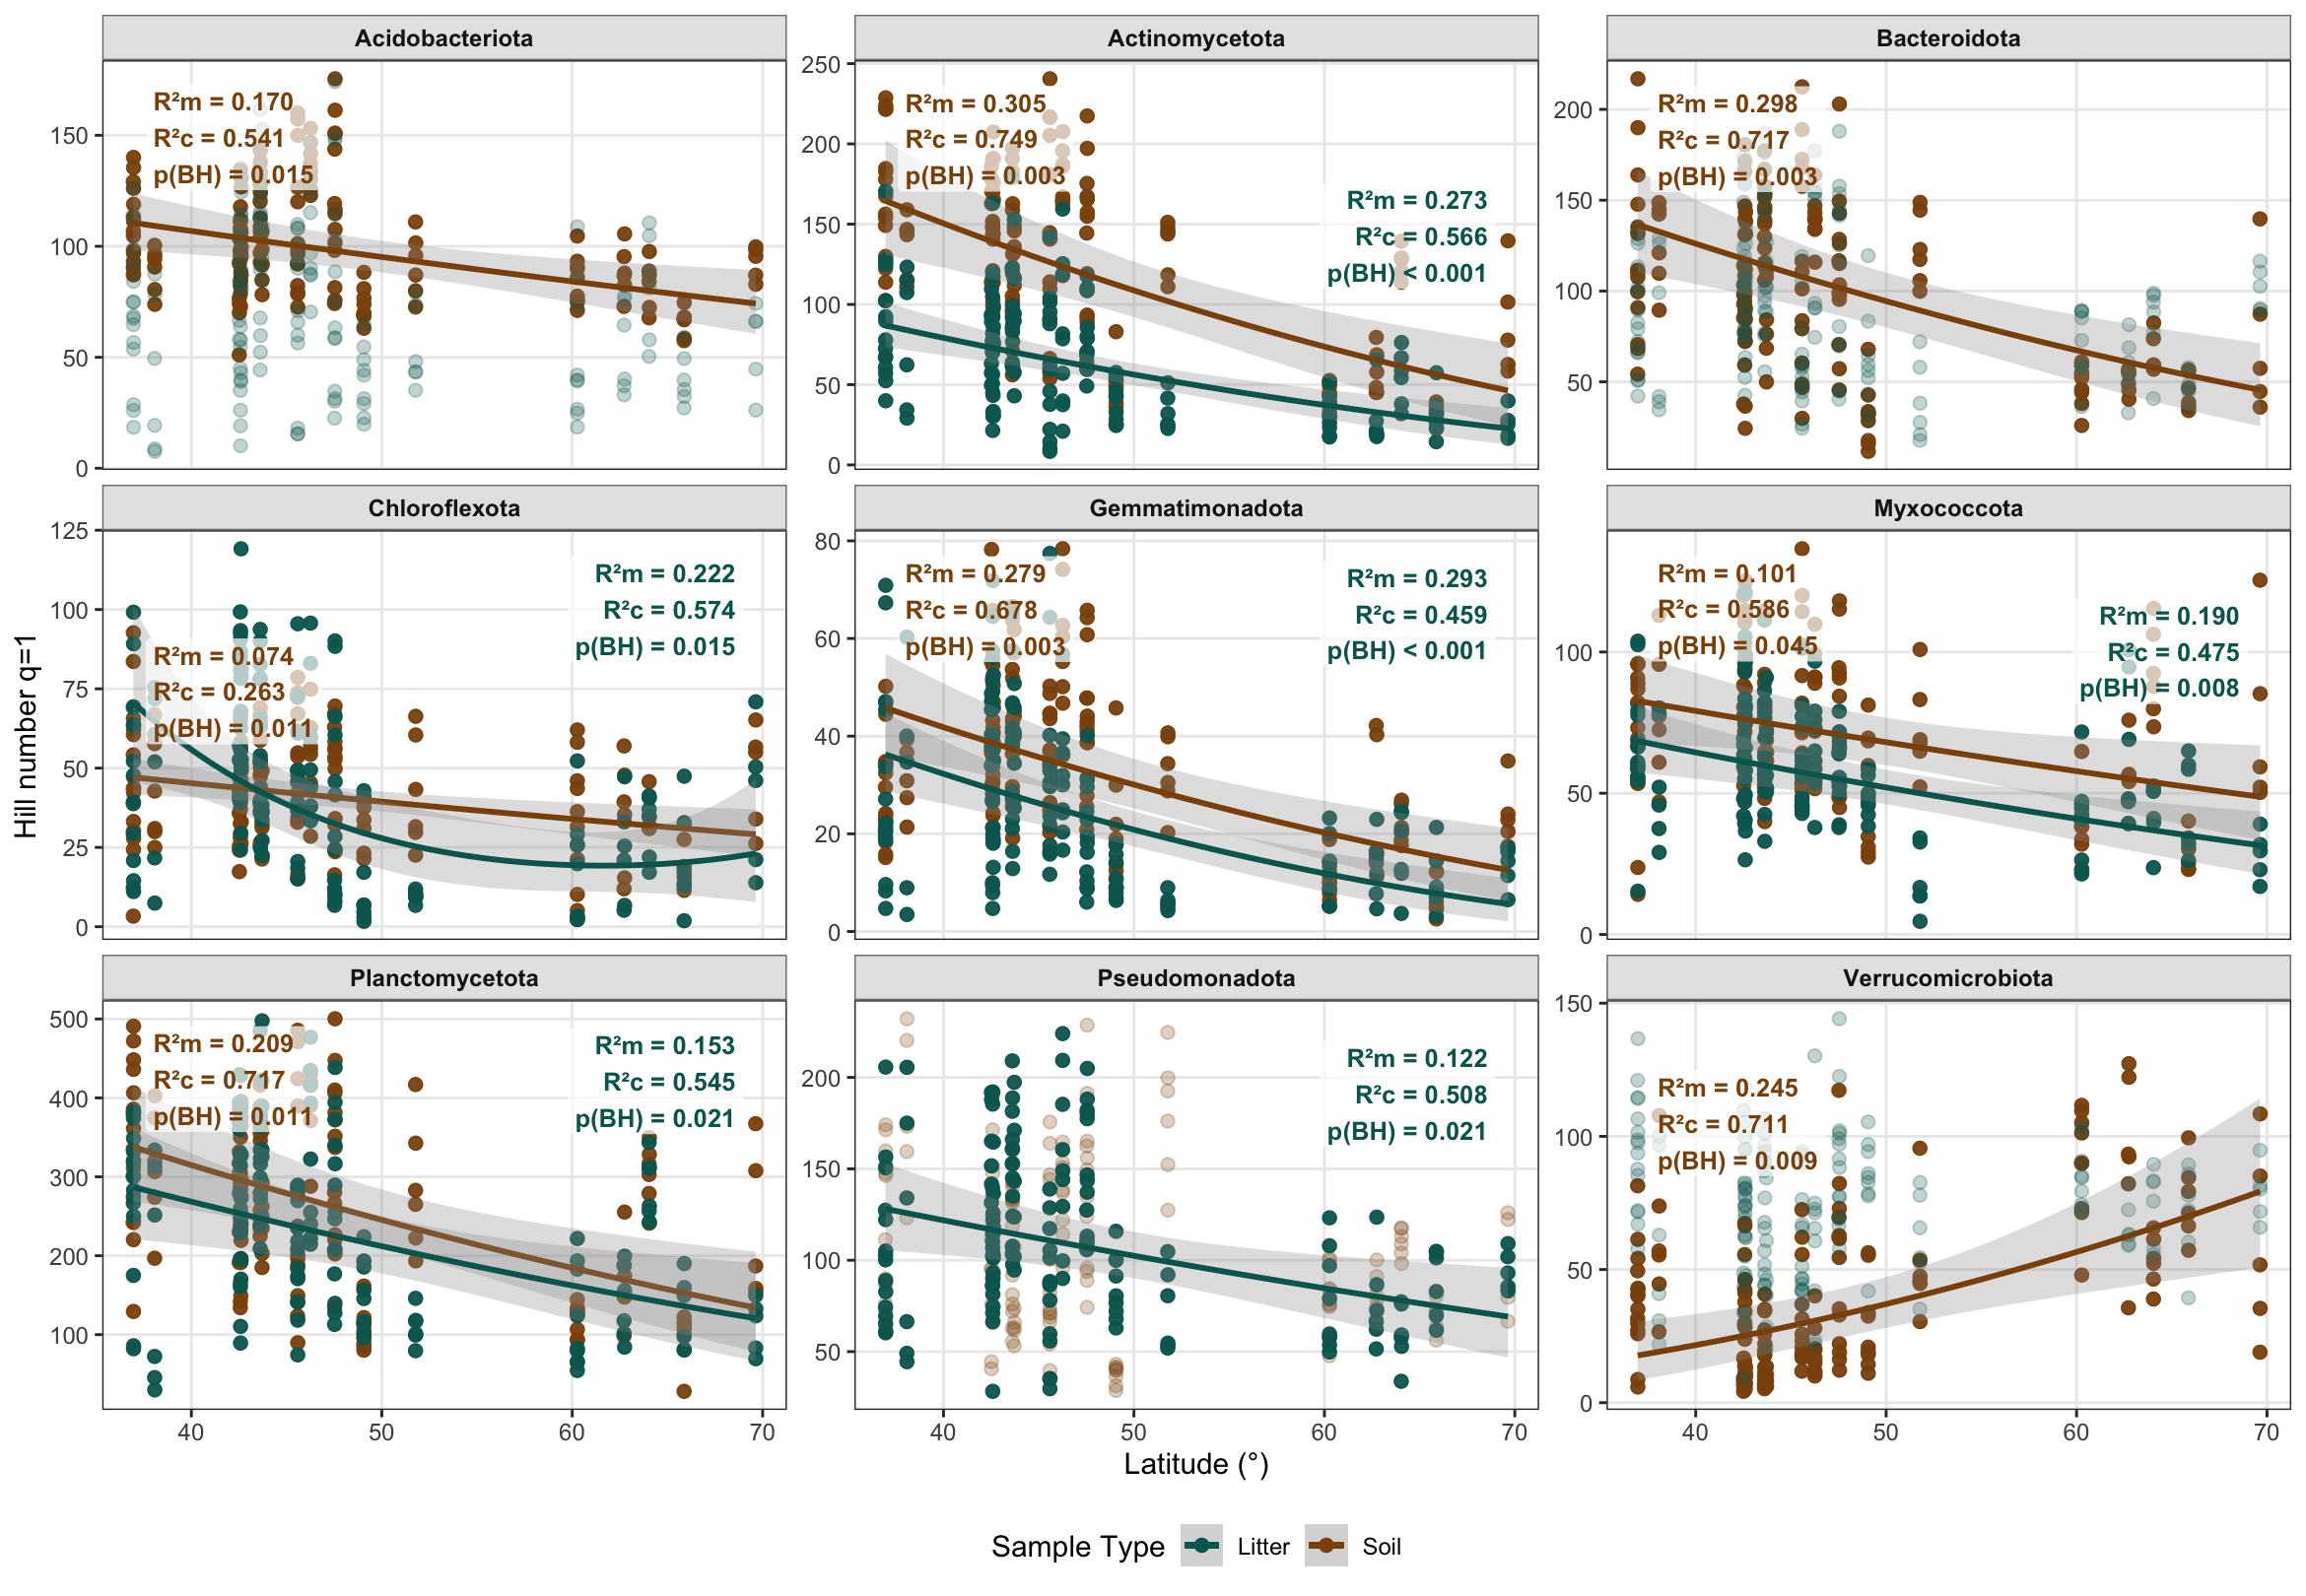 Acidobacteriota
Actinomycetota
Bacteroidota
R²m = 0.170
R²c = 0.541
p(BH) = 0.015
150
100
50
0
R²m = 0.305
R²c = 0.749
p(BH) = 0.003
R²m = 0.273
R²c = 0.566
p(BH) < 0.001
250
200
150
100
50
0
R²m = 0.298
R²c = 0.717
p(BH) = 0.003
200
150
100
50
Chloroflexota
Gemmatimonadota
Myxococcota
R²m = 0.222
R²c = 0.574
p(BH) = 0.015
R²m = 0.074
R²c = 0.263
p(BH) = 0.011
125
100
75
50
25
0
R²m = 0.279
R²c = 0.678
p(BH) = 0.003
R²m = 0.293
R²c = 0.459
p(BH) < 0.001
80
60
40
20
0
R²m = 0.101
R²c = 0.586
p(BH) = 0.045
R²m = 0.190
R²c = 0.475
p(BH) = 0.008
100
50
0
Hill number q=1
Planctomycetota
Pseudomonadota
Verrucomicrobiota
R²m = 0.209
R²c = 0.717
p(BH) = 0.011
R²m = 0.153
R²c = 0.545
p(BH) = 0.021
500
400
300
200
100
R²m = 0.122
R²c = 0.508
p(BH) = 0.021
200
150
100
50
R²m = 0.245
R²c = 0.711
p(BH) = 0.009
150
100
50
0
40 50 60 70
40 50 60 70
40 50 60 70
Latitude (°)
Sample Type Litter Soil